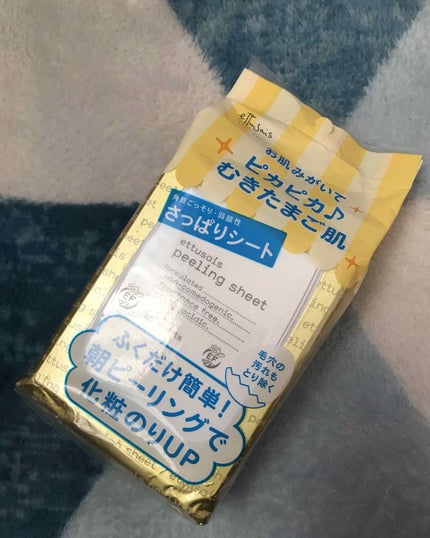 ettusais
お肌みがいて
ピカピカ♪
むきたまご肌
角質ごっそり・弱酸性
さっぱりシート
ettusais
peeling sheet
formulated
non-comedogenic.
fragrance free.
acidic.
EF
EF
毛穴の
汚れも
とり除く
ふくだけ簡単!
朝ピーリングで
化粧のりUP